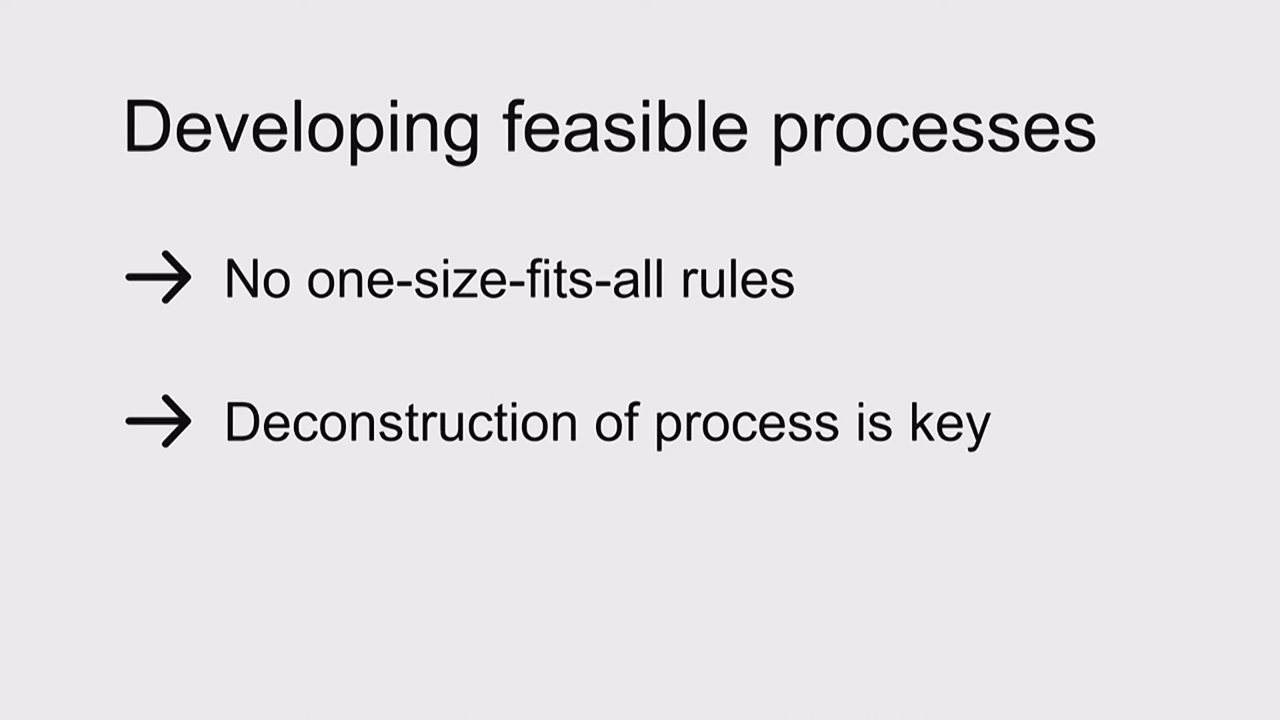 Developing feasible processes
→ No one-size-fits-all rules
→ Deconstruction of process is key